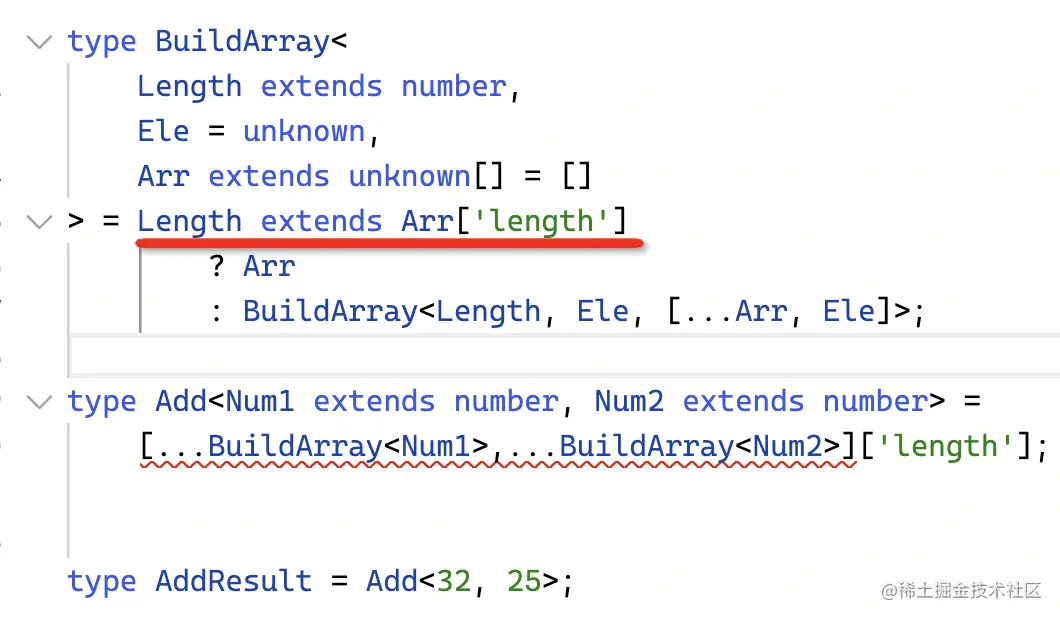 type BuildArray<
    Length extends number,
    Ele = unknown,
    Arr extends unknown[] = []
> = Length extends Arr['length']
        ? Arr
        : BuildArray<Length, Ele, [...Arr, Ele]>;
type Add<Num1 extends number, Num2 extends number> =
    [...BuildArray<Num1>,...BuildArray<Num2>]['length'];
type AddResult = Add<32, 25>;
@稀土掘金技术社区